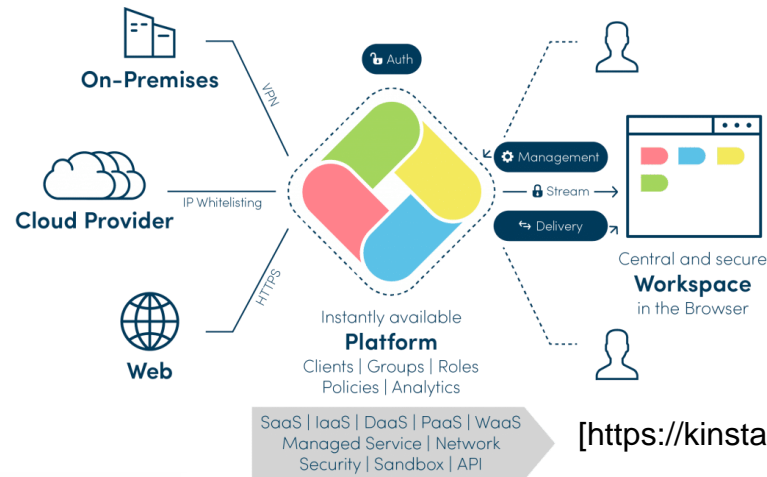 On-Premises
VPN
Cloud Provider
IP Whitelisting
Web
HTTPS
Auth
Instantly available
Platform
Clients | Groups | Roles
Policies | Analytics
SaaS | IaaS | DaaS | PaaS | WaaS
Managed Service | Network
Security | Sandbox | API
Management
Stream
Delivery
Central and secure
Workspace
in the Browser
[https://kinsta